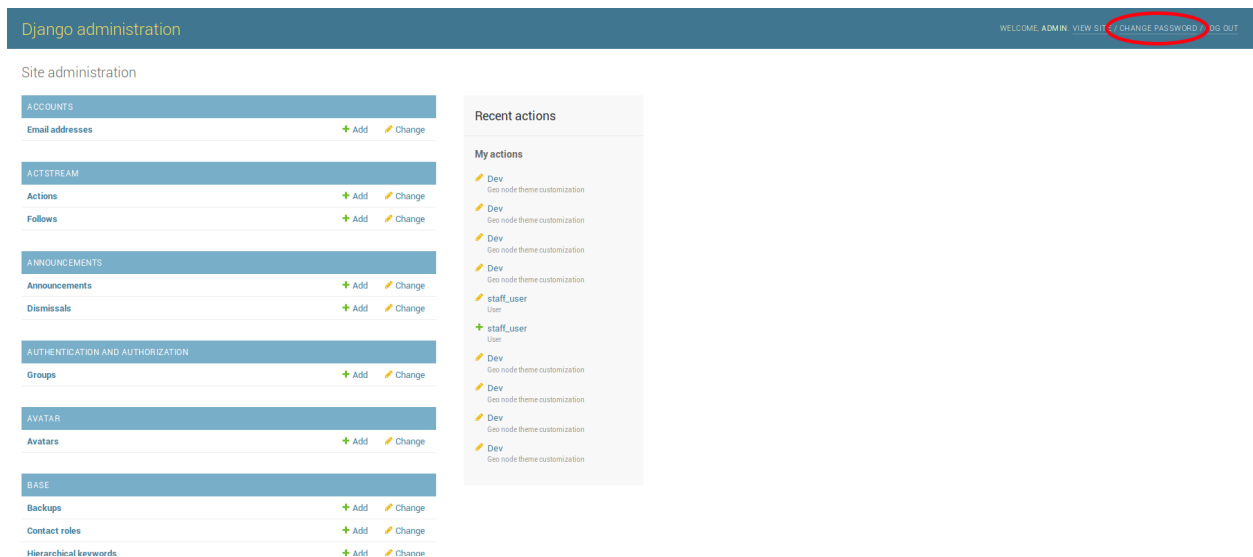 Django administration
WELCOME, ADMIN. VIEW SITE / CHANGE PASSWORD / LOG OUT
Site administration
ACCOUNTS
Email addresses Add Change
ACTSTREAM
Actions Add Change
Follows Add Change
ANNOUNCEMENTS
Announcements Add Change
Dismissals Add Change
AUTHENTICATION AND AUTHORIZATION
Groups Add Change
AVATAR
Avatars Add Change
BASE
Backups Add Change
Contact roles Add Change
Hierarchical keywords Add Change
Recent actions
My actions
Dev
Geo node theme customization
Dev
Geo node theme customization
Dev
Geo node theme customization
Dev
Geo node theme customization
staff_user
User
staff_user
User
Dev
Geo node theme customization
Dev
Geo node theme customization
Dev
Geo node theme customization
Dev
Geo node theme customization